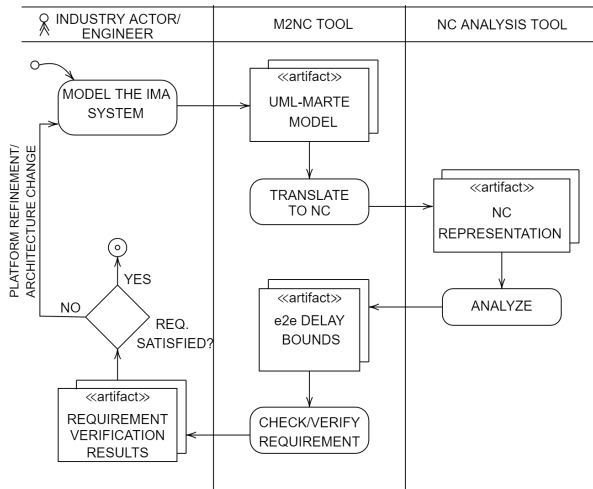 INDUSTRY ACTOR/
ENGINEER
M2NC TOOL
NC ANALYSIS TOOL
MODEL THE IMA
SYSTEM
≪artifact≫
UML-MARTE
MODEL
TRANSLATE
TO NC
≪artifact≫
NC
REPRESENTATION
ANALYZE
≪artifact≫
e2e DELAY
BOUNDS
CHECK/VERIFY
REQUIREMENT
≪artifact≫
REQUIREMENT
VERIFICATION
RESULTS
REQ.
SATISFIED?
YES
NO
PLATFORM REFINEMENT/
ARCHITECTURE CHANGE